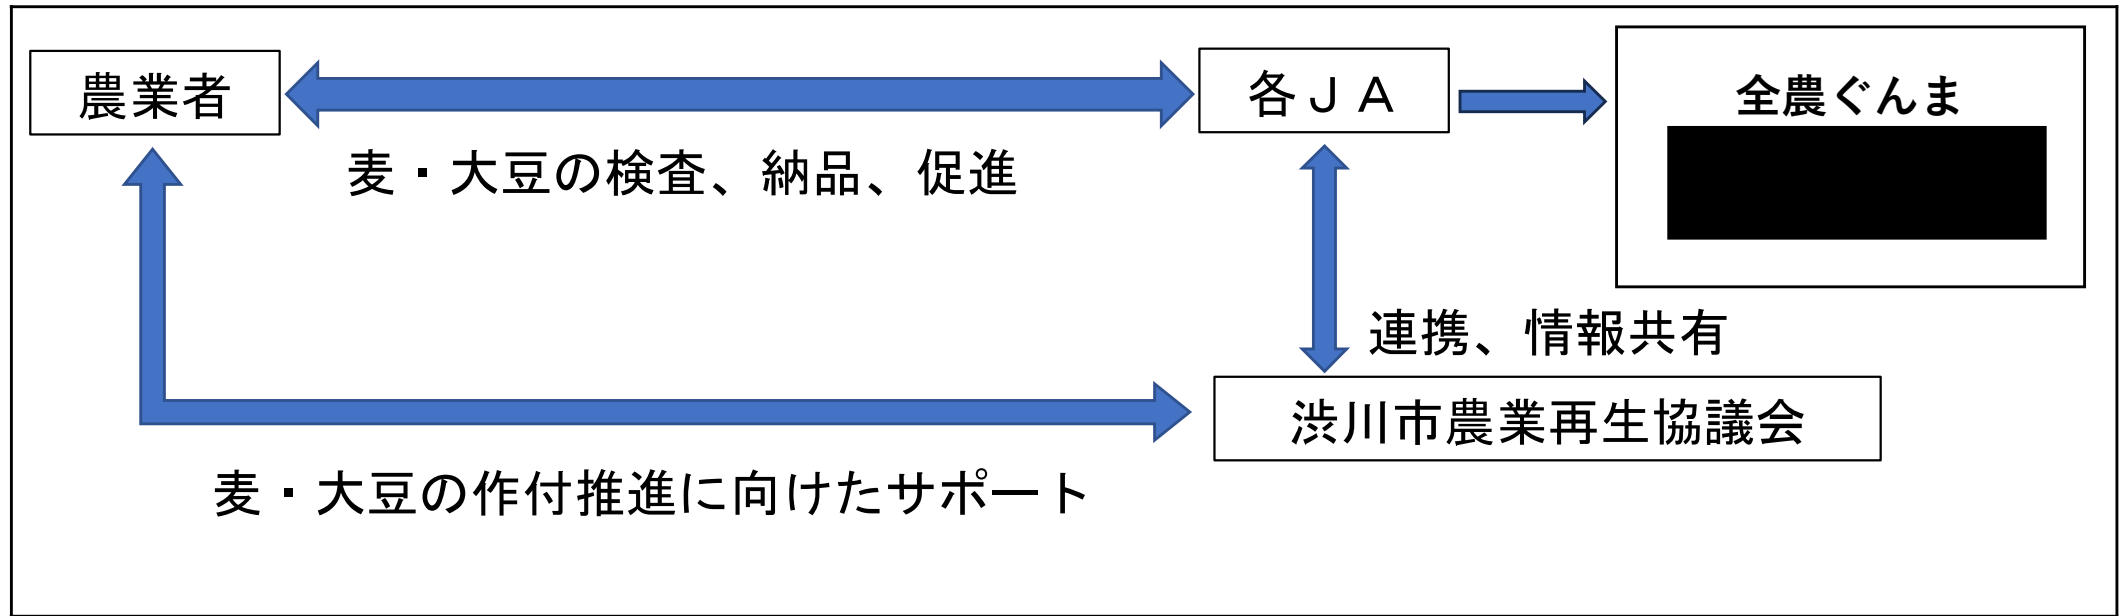 農業者
各ＪＡ
全農ぐんま
麦・大豆の検査、納品、促進
連携、情報共有
渋川市農業再生協議会
麦・大豆の作付推進に向けたサポート